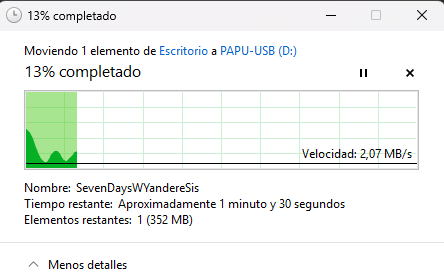 13% completado
Moviendo 1 elemento de Escritorio a PAPU-USB (D:)
13% completado
Velocidad: 2,07 MB/s
Nombre: SevenDaysWYandereSis
Tiempo restante: Aproximadamente 1 minuto y 30 segundos
Elementos restantes: 1 (352 MB)
Menos detalles